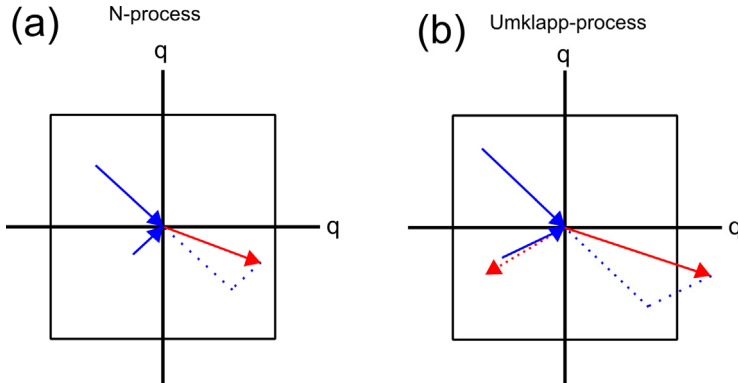 (a)
N-process
q
q
(b)
Umklapp-process
q
q